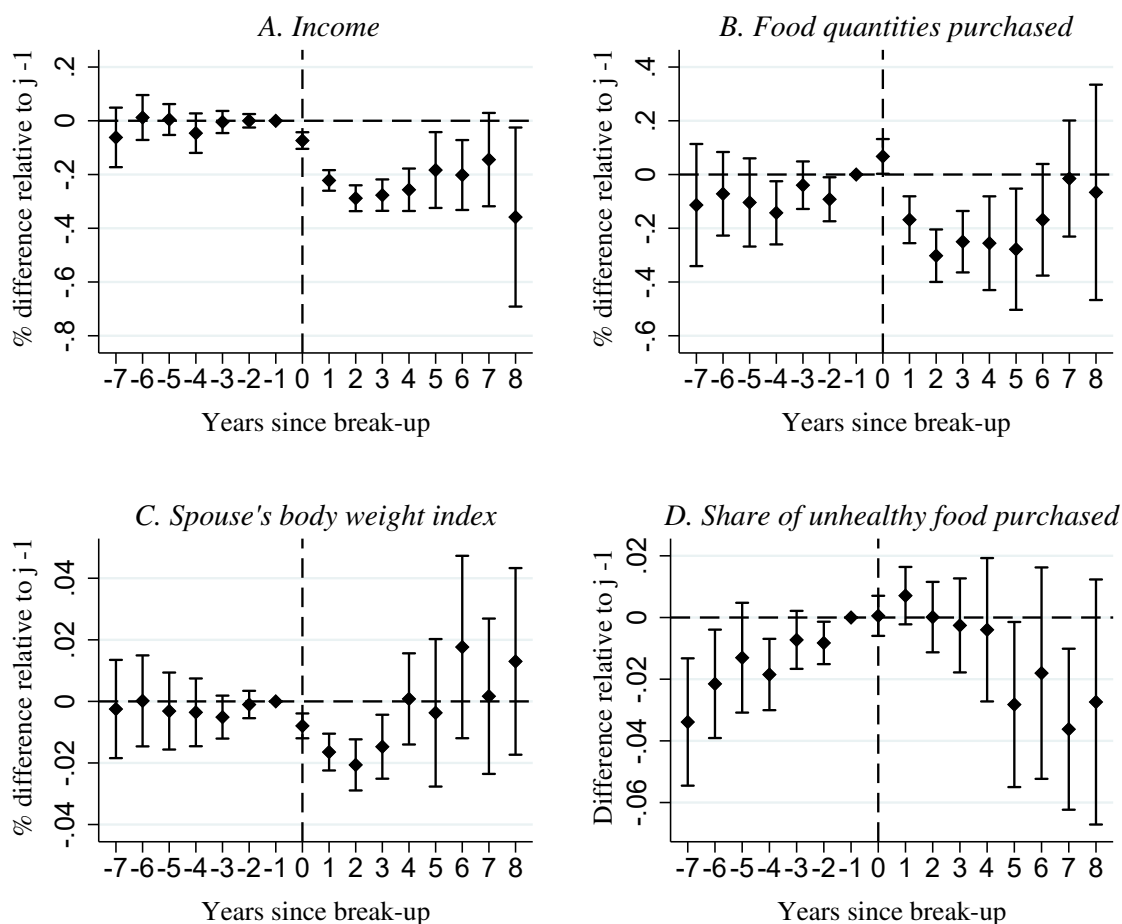 A. Income
% difference relative to j -1
.2
0
-.2
-.4
-.6
-.8
-7 -6 -5 -4 -3 -2 -1 0 1 2 3 4 5 6 7 8
Years since break-up
B. Food quantities purchased
% difference relative to j -1
.4
.2
0
-.2
-.4
-.6
-7 -6 -5 -4 -3 -2 -1 0 1 2 3 4 5 6 7 8
Years since break-up
C. Spouse's body weight index
% difference relative to j -1
.04
.02
0
-.02
-.04
-7 -6 -5 -4 -3 -2 -1 0 1 2 3 4 5 6 7 8
Years since break-up
D. Share of unhealthy food purchased
Difference relative to j -1
.02
0
-.02
-.04
-.06
-7 -6 -5 -4 -3 -2 -1 0 1 2 3 4 5 6 7 8
Years since break-up